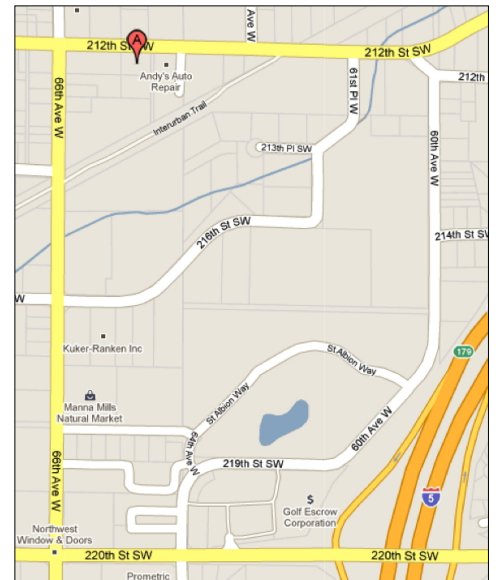 Ave W
212th St SW
A
212th St SW
Andy's Auto
Repair
61st Pl W
212th
66th Ave W
Interurban Trail
213th Pl SW
60th Ave W
216th St SW
214th St SW
W
179
Kuker-Ranken Inc
St Albion Way
Manna Mills
Natural Market
St Albion Way
60th Ave W
64th Ave W
219th St SW
66th Ave W
5
$
Golf Escrow
Corporation
Northwest
Window & Doors
220th St SW
220th St SW
Prometric